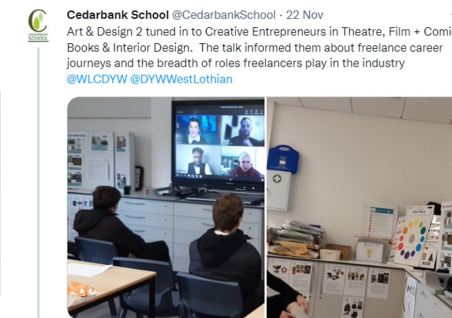 Cedarbank School @CedarbankSchool · 22 Nov
Art & Design 2 tuned in to Creative Entrepreneurs in Theatre, Film + Comi
Books & Interior Design. The talk informed them about freelance career
journeys and the breadth of roles freelancers play in the industry
@WLCDYW @DYWWestLothian